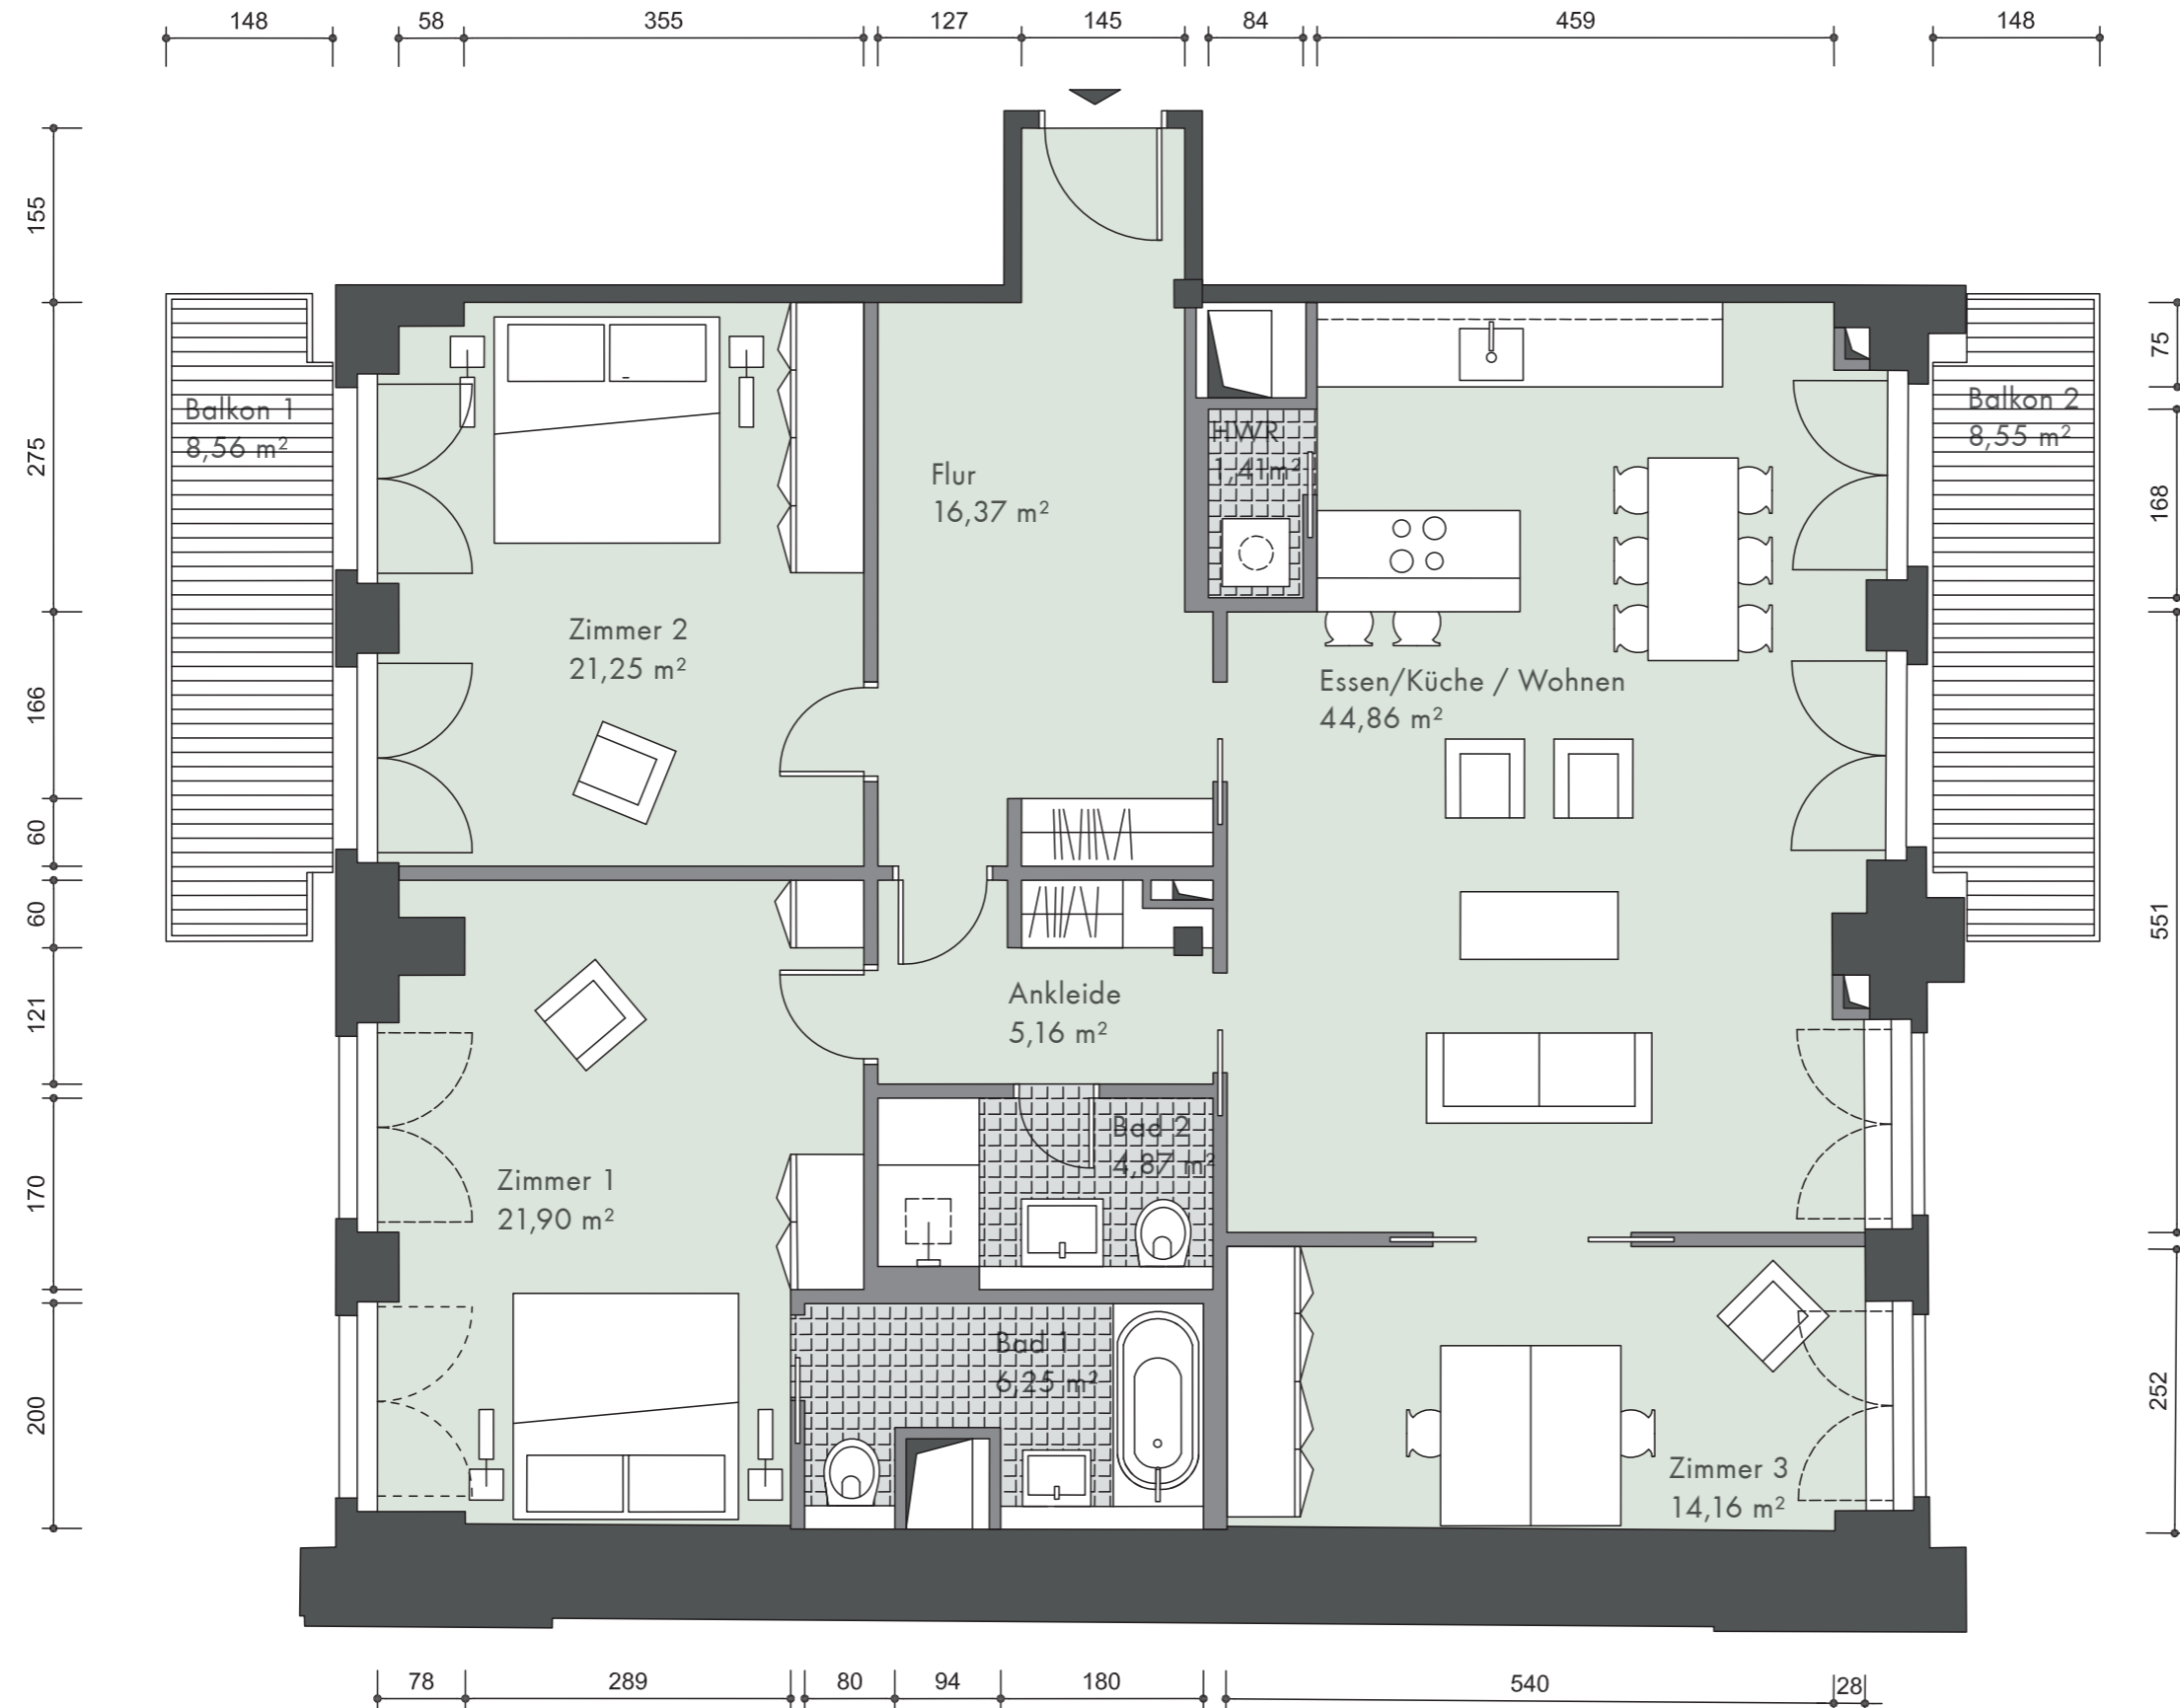 148 58 355 127 145 84 459 148
155
275
166
60
60
121
170
200
75
168
551
252
Balkon 1
8,56 m²
Balkon 2
8,55 m²
HWR
1,41m²
Flur
16,37 m²
Zimmer 2
21,25 m²
Essen/Küche / Wohnen
44,86 m²
Ankleide
5,16 m²
Bad 2
4,87 m²
Zimmer 1
21,90 m²
Bad 1
6,25 m²
Zimmer 3
14,16 m²
78 289 80 94 180 540 28